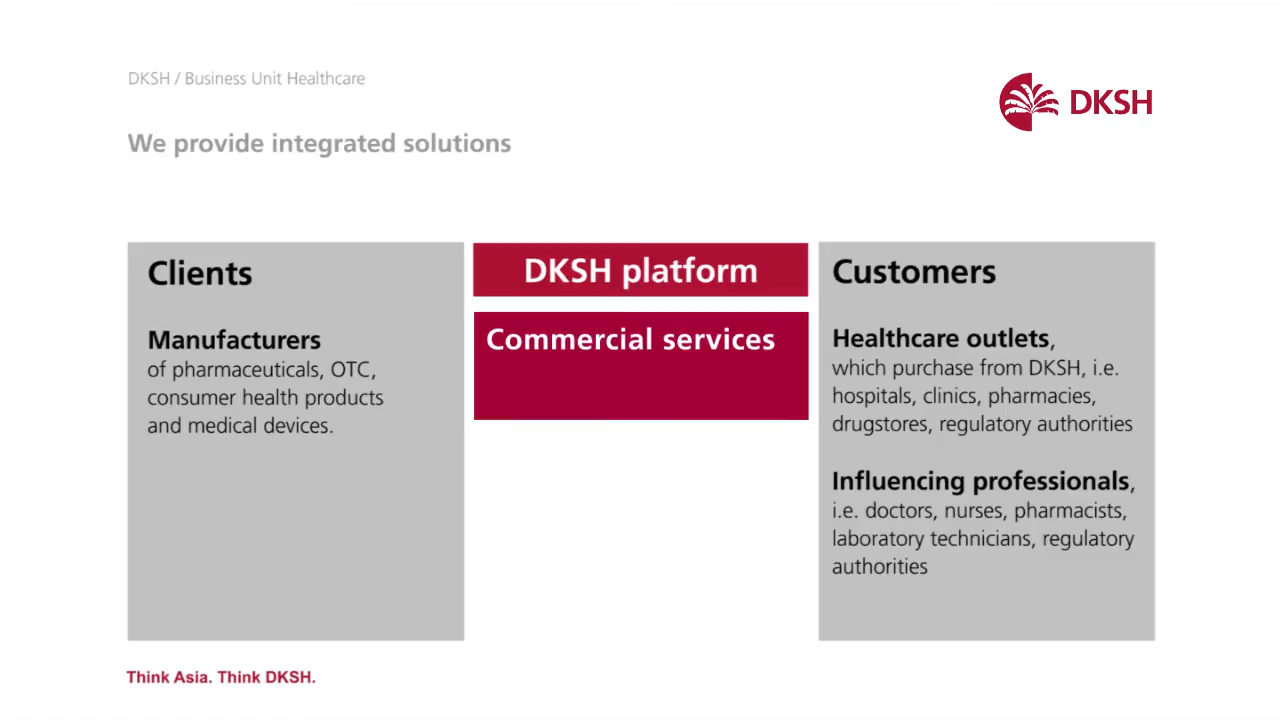 DKSH / Business Unit Healthcare
DKSH
We provide integrated solutions
Clients
Manufacturers
of pharmaceuticals, OTC,
consumer health products
and medical devices.
DKSH platform
Commercial services
Customers
Healthcare outlets,
which purchase from DKSH, i.e.
hospitals, clinics, pharmacies,
drugstores, regulatory authorities
Influencing professionals,
i.e. doctors, nurses, pharmacists,
laboratory technicians, regulatory
authorities
Think Asia. Think DKSH.